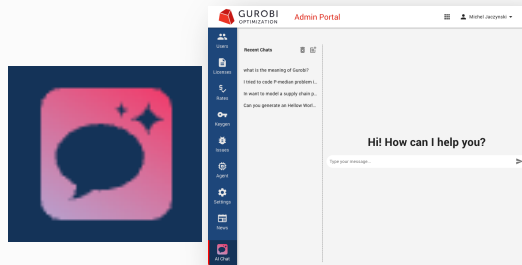 GUROBI
OPTIMIZATION
Admin Portal
Michel Jaczynski
Users
Licenses
Rates
Keygen
Issues
Agent
Settings
News
AI Chat
Recent Chats
what is the meaning of Gurobi?
I tried to code P-median problem i...
In want to model a supply chain p...
Can you generate an Hellow Worl...
Hi! How can I help you?
Type your message...